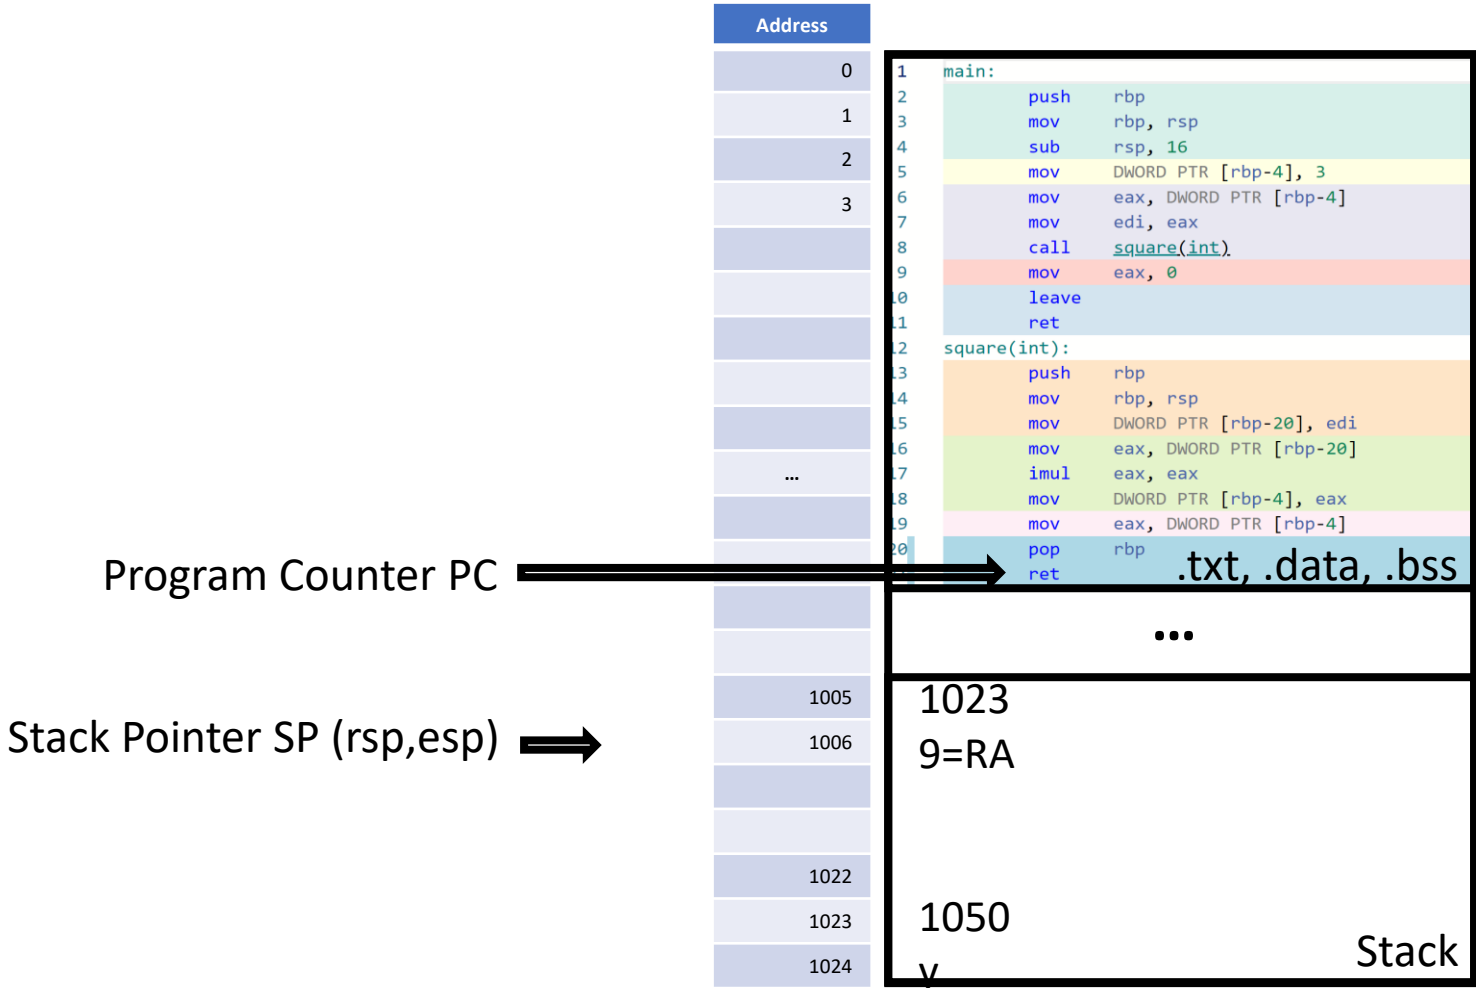 Address
0
1
2
3
...
1005
1006
1022
1023
1024
1 main:
2 push rbp
3 mov rbp, rsp
4 sub rsp, 16
5 mov DWORD PTR [rbp-4], 3
6 mov eax, DWORD PTR [rbp-4]
7 mov edi, eax
8 call square(int)
9 mov eax, 0
10 leave
11 ret
12 square(int):
13 push rbp
14 mov rbp, rsp
15 mov DWORD PTR [rbp-20], edi
16 mov eax, DWORD PTR [rbp-20]
17 imul eax, eax
18 mov DWORD PTR [rbp-4], eax
19 mov eax, DWORD PTR [rbp-4]
20 pop rbp
ret
.txt, .data, .bss
Program Counter PC
...
Stack Pointer SP (rsp,esp)
1023
9=RA
1050
y
Stack